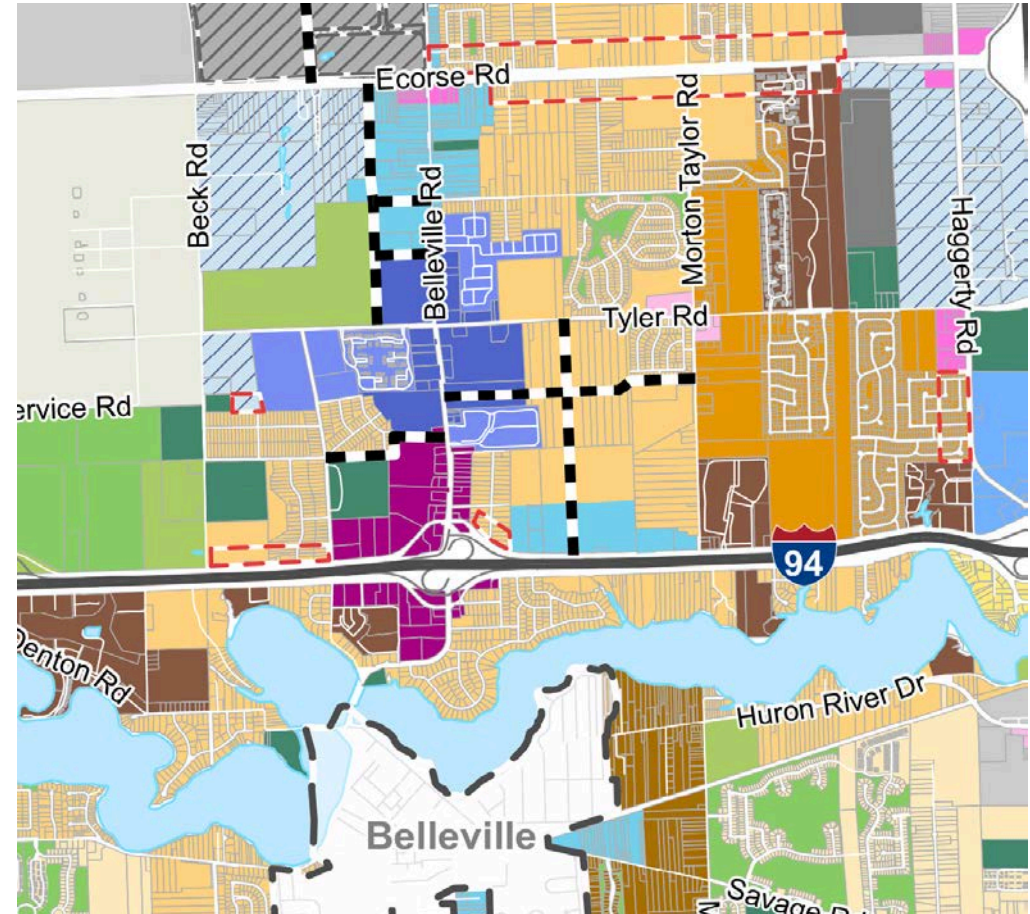 Ecorse Rd
Beck Rd
Belleville Rd
Morton Taylor Rd
Haggerty Rd
Tyler Rd
ervice Rd
94
Denton Rd
Huron River Dr
Belleville
Savage Rd
M